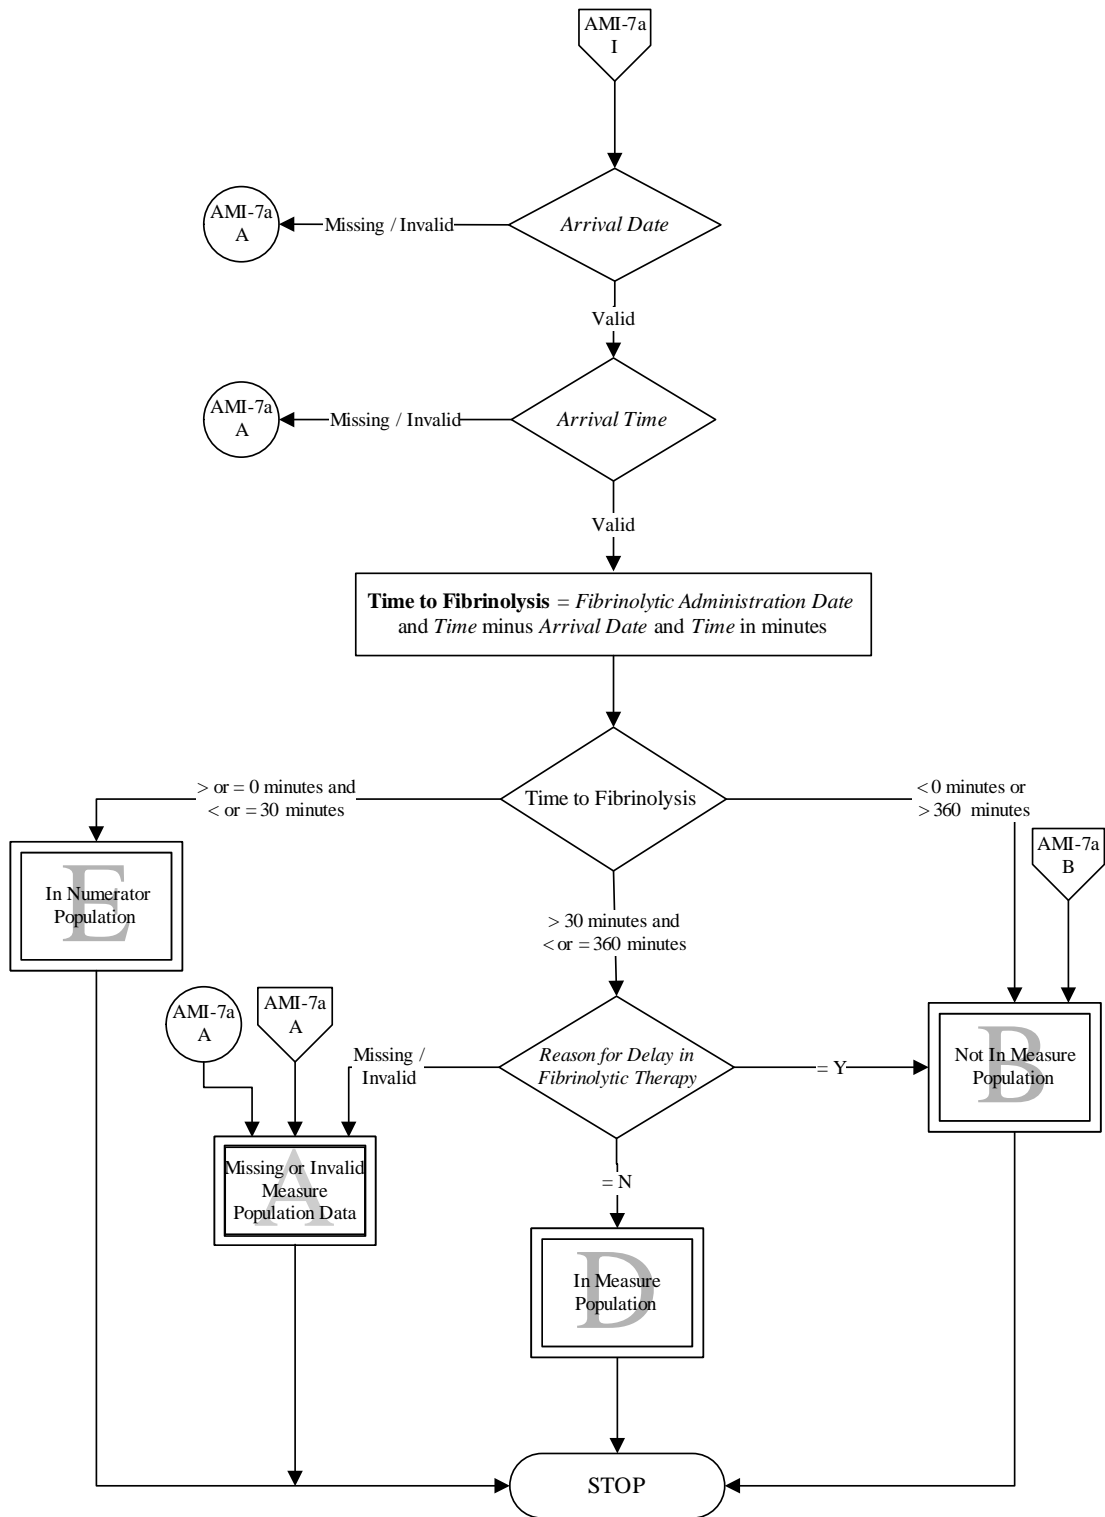 AMI-7a
I
AMI-7a
A
Missing / Invalid
Arrival Date
Valid
AMI-7a
A
Missing / Invalid
Arrival Time
Valid
Time to Fibrinolysis = Fibrinolytic Administration Date
and Time minus Arrival Date and Time in minutes
> or = 0 minutes and
< or = 30 minutes
Time to Fibrinolysis
< 0 minutes or
> 360 minutes
AMI-7a
B
E
In Numerator
Population
> 30 minutes and
< or = 360 minutes
AMI-7a
A
AMI-7a
A
Missing /
Invalid
Reason for Delay in
Fibrinolytic Therapy
= Y
B
Not In Measure
Population
A
Missing or Invalid
Measure
Population Data
= N
D
In Measure
Population
STOP